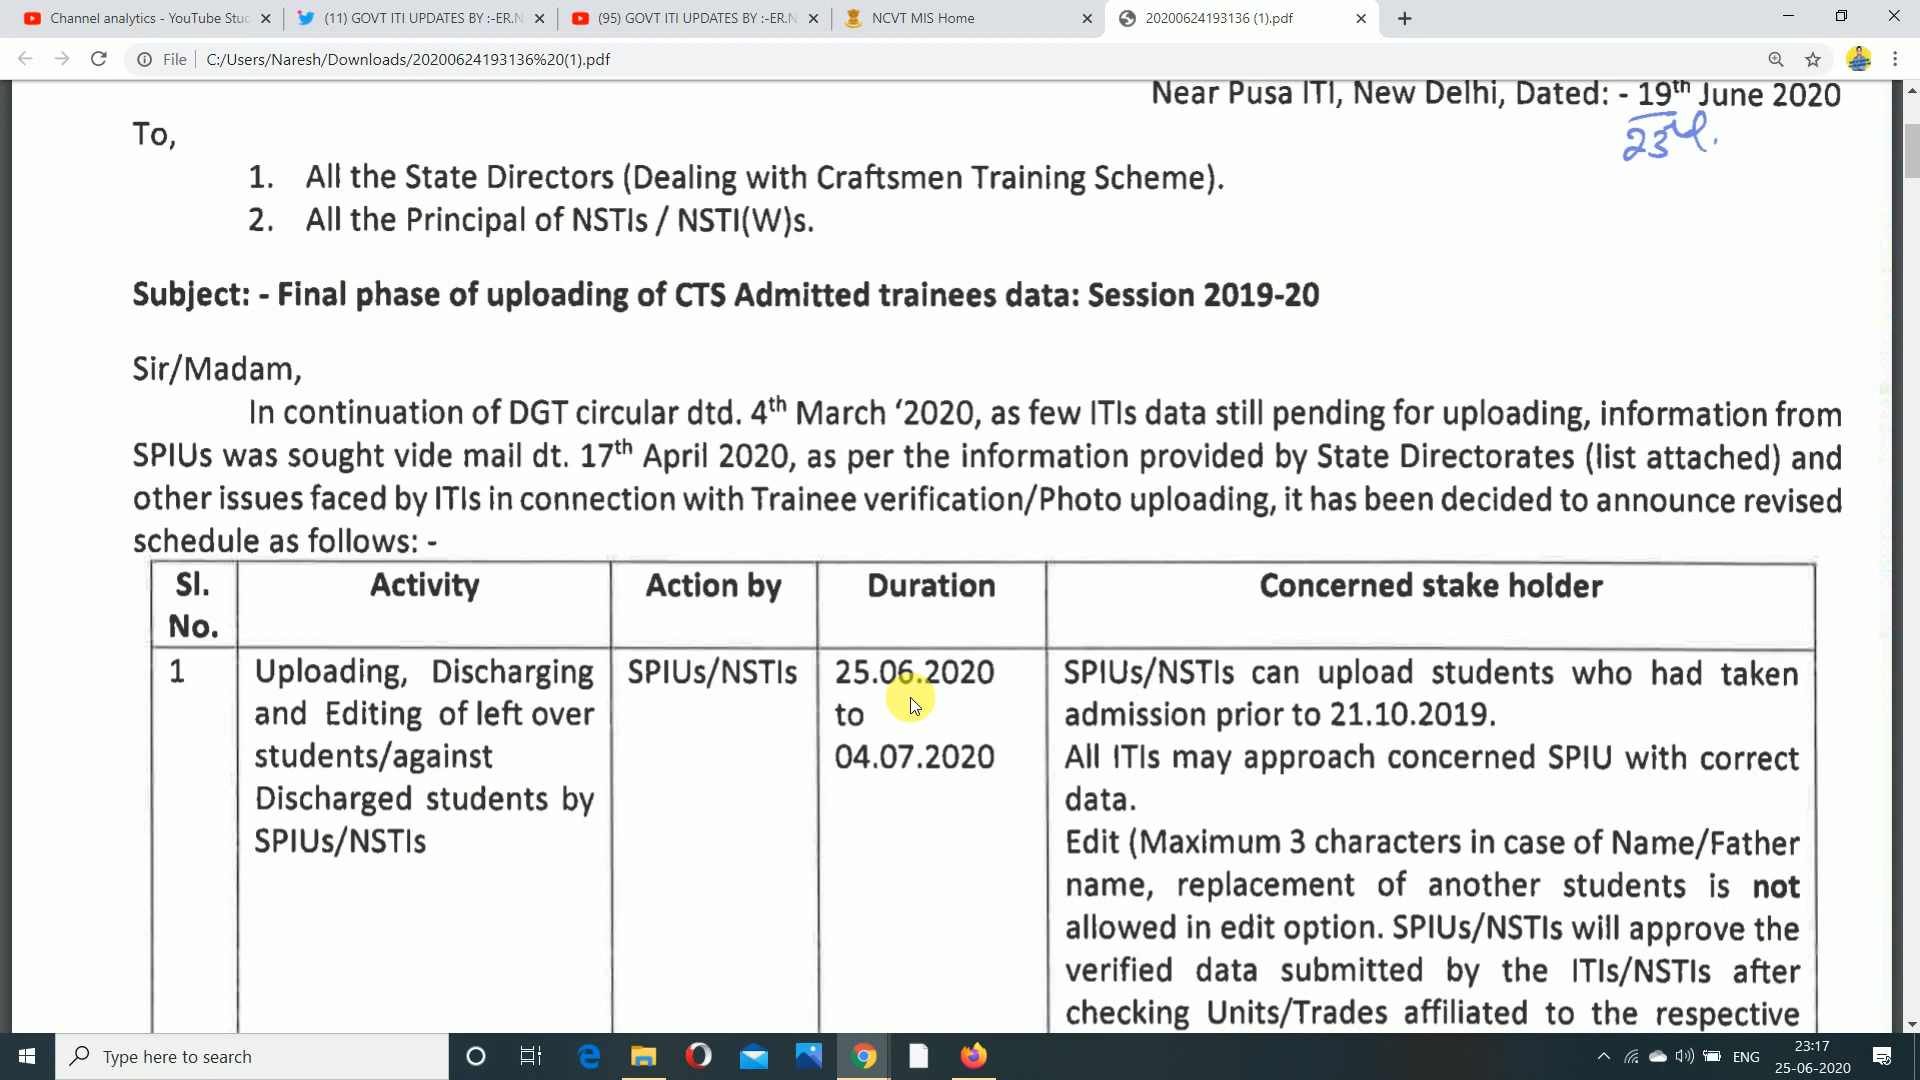 Channel analytics - YouTube Stud
(11) GOVT ITI UPDATES BY :-ER.N
(95) GOVT ITI UPDATES BY :-ER.N
NCVT MIS Home
20200624193136 (1).pdf
File
C:/Users/Naresh/Downloads/20200624193136%20(1).pdf
Near Pusa ITI, New Delhi, Dated: - 19th June 2020
23rd.
To,
1. All the State Directors (Dealing with Craftsmen Training Scheme).
2. All the Principal of NSTIs / NSTI(W)s.
Subject: - Final phase of uploading of CTS Admitted trainees data: Session 2019-20
Sir/Madam,
In continuation of DGT circular dtd. 4th March ‘2020, as few ITIs data still pending for uploading, information from
SPIUs was sought vide mail dt. 17th April 2020, as per the information provided by State Directorates (list attached) and
other issues faced by ITIs in connection with Trainee verification/Photo uploading, it has been decided to announce revised
schedule as follows: -
Sl.
No.
Activity
Action by
Duration
Concerned stake holder
1
Uploading, Discharging
and Editing of left over
students/against
Discharged students by
SPIUs/NSTIs
SPIUs/NSTIs
25.06.2020
to
04.07.2020
SPIUs/NSTIs can upload students who had taken
admission prior to 21.10.2019.
All ITIs may approach concerned SPIU with correct
data.
Edit (Maximum 3 characters in case of Name/Father
name, replacement of another students is not
allowed in edit option. SPIUs/NSTIs will approve the
verified data submitted by the ITIs/NSTIs after
checking Units/Trades affiliated to the respective
Type here to search
ENG
23:17
25-06-2020